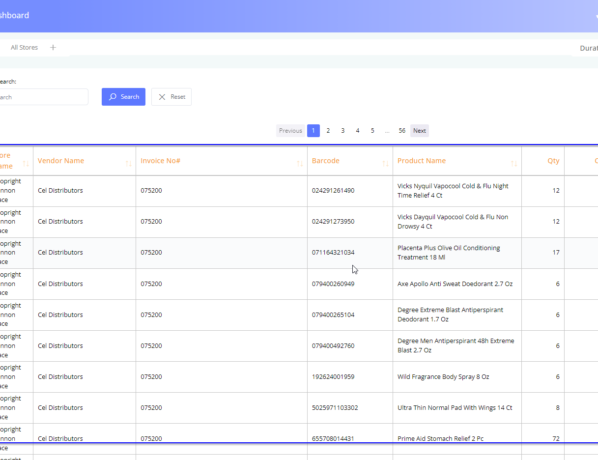 shboard
All Stores +
Durat
earch:
arch
Search
Reset
Previous 1 2 3 4 5 ... 56 Next
ore
ame
Vendor Name Invoice No# Barcode Product Name Qty
opright
nnon
ace
Cel Distributors 075200 024291261490 Vicks Nyquil Vapocool Cold & Flu Night
Time Relief 4 Ct
12
opright
nnon
ace
Cel Distributors 075200 024291273950 Vicks Dayquil Vapocool Cold & Flu Non
Drowsy 4 Ct
12
opright
nnon
ace
Cel Distributors 075200 071164321034 Placenta Plus Olive Oil Conditioning
Treatment 18 Ml
17
opright
nnon
ace
Cel Distributors 075200 079400260949 Axe Apollo Anti Sweat Doedorant 2.7 Oz 6
opright
nnon
ace
Cel Distributors 075200 079400265104 Degree Extreme Blast Antiperspirant
Deodorant 1.7 Oz
6
opright
nnon
ace
Cel Distributors 075200 079400492760 Degree Men Antiperspirant 48h Extreme
Blast 2.7 Oz
6
opright
nnon
ace
Cel Distributors 075200 192624001959 Wild Fragrance Body Spray 8 Oz 6
opright
nnon
ace
Cel Distributors 075200 5025971103302 Ultra Thin Normal Pad With Wings 14 Ct 8
opright
nnon
ace
Cel Distributors 075200 655708014431 Prime Aid Stomach Relief 2 Pc 72